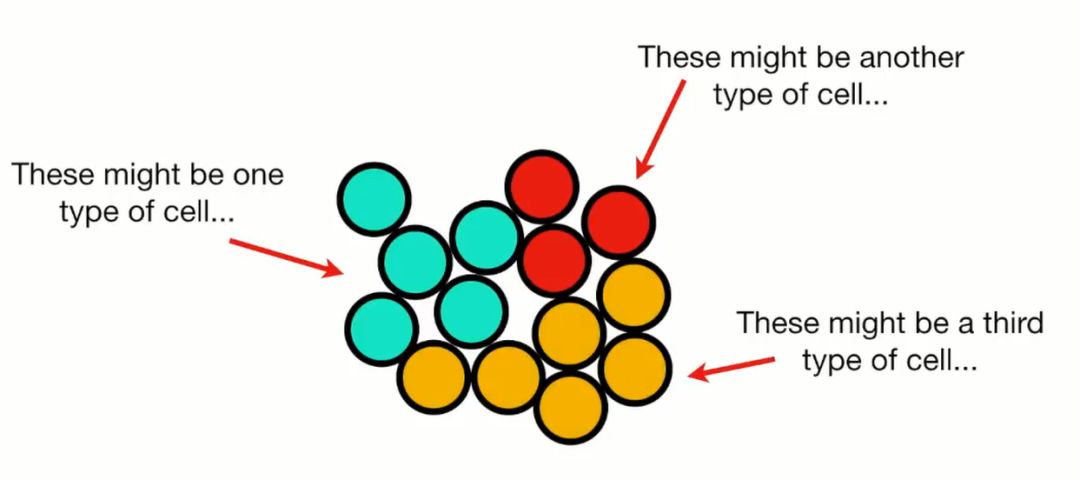 These might be another
type of cell...
These might be one
type of cell...
These might be a third
type of cell...